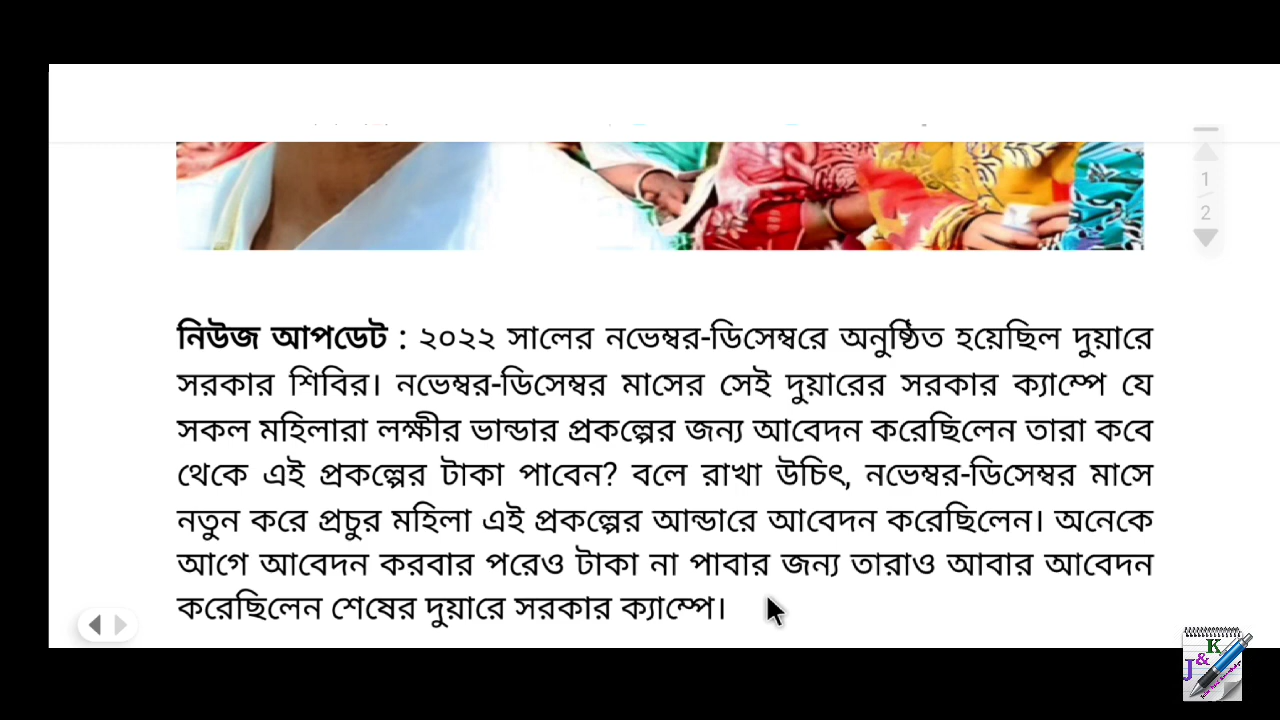 নিউজ আপডেট : ২০২২ সালের নভেম্বর-ডিসেম্বরে অনুষ্ঠিত হয়েছিল দুয়ারে
সরকার শিবির। নভেম্বর-ডিসেম্বর মাসের সেই দুয়ারের সরকার ক্যাম্পে যে
সকল মহিলারা লক্ষীর ভান্ডার প্রকল্পের জন্য আবেদন করেছিলেন তারা কবে
থেকে এই প্রকল্পের টাকা পাবেন? বলে রাখা উচিৎ, নভেম্বর-ডিসেম্বর মাসে
নতুন করে প্রচুর মহিলা এই প্রকল্পের আন্ডারে আবেদন করেছিলেন। অনেকে
আগে আবেদন করবার পরেও টাকা না পাবার জন্য তারাও আবার আবেদন
করেছিলেন শেষের দুয়ারে সরকার ক্যাম্পে।
1
2
J&K